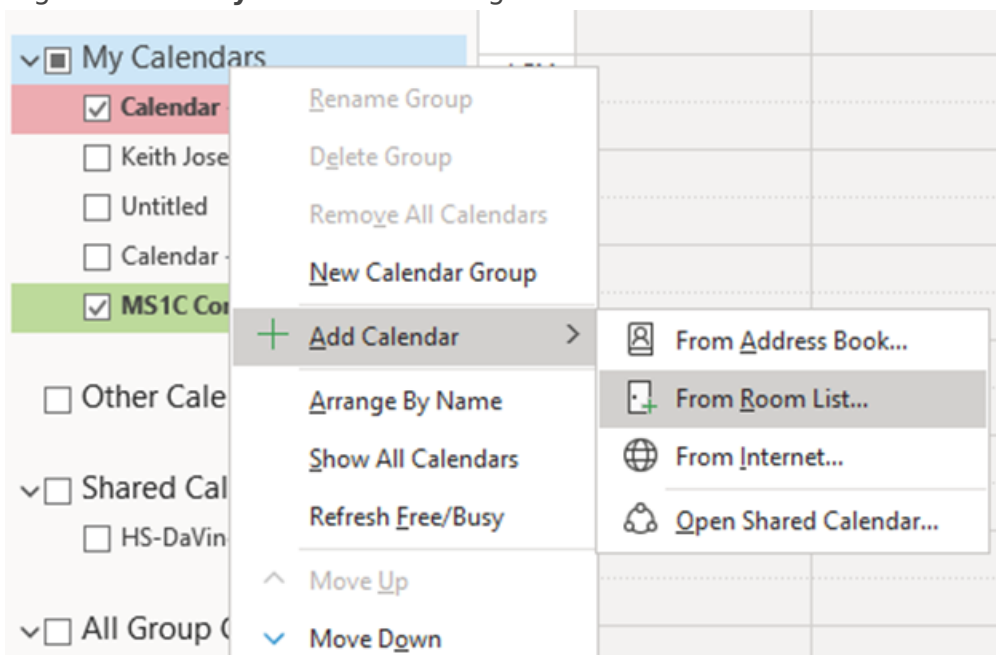 My Calendars
Rename Group
Calendar -
Delete Group
Keith Jose
Untitled
Remove All Calendars
Calendar -
New Calendar Group
MS1C Co
Add Calendar
From Address Book...
Other Cale
Arrange By Name
From Room List...
Show All Calendars
From Internet...
Shared Cal
Refresh Free/Busy
Open Shared Calendar...
HS-DaVin
Move Up
All Group
Move Down